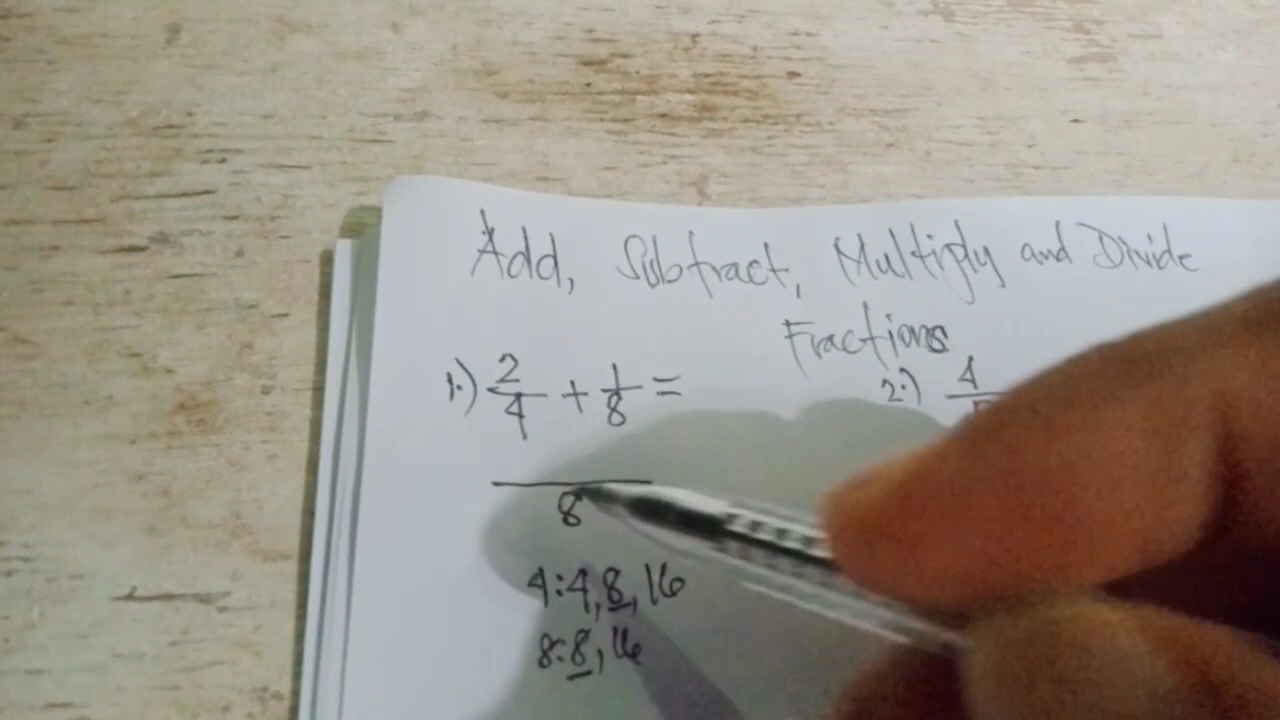 Add, Subtract, Multiply and Divide
Fractions
1.) 2/4 + 1/8 =
2.) 4
8
4:4,8,16
8:8,16